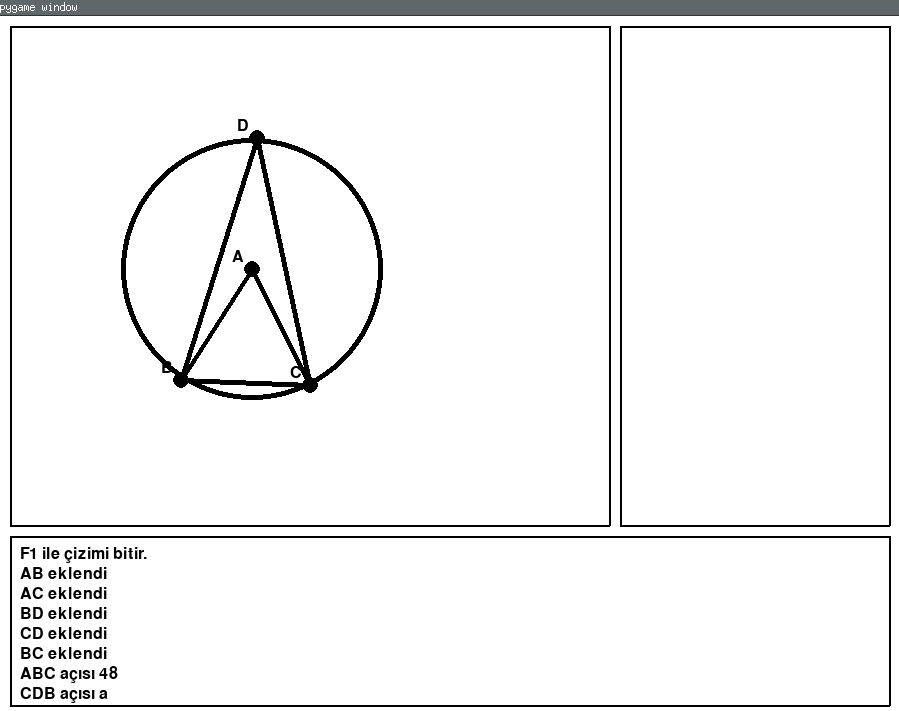 pygame window
D
A
B
C
F1 ile çizimi bitir.
AB eklendi
AC eklendi
BD eklendi
CD eklendi
BC eklendi
ABC açısı 48
CDB açısı a